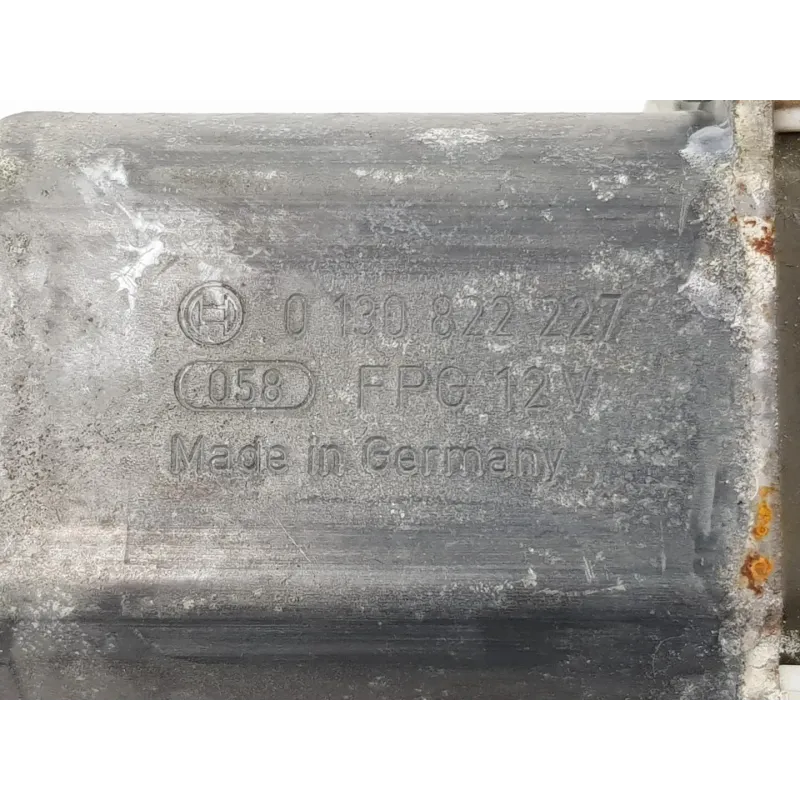 0 130 822 227
058 FPG 12V
Made in Germany